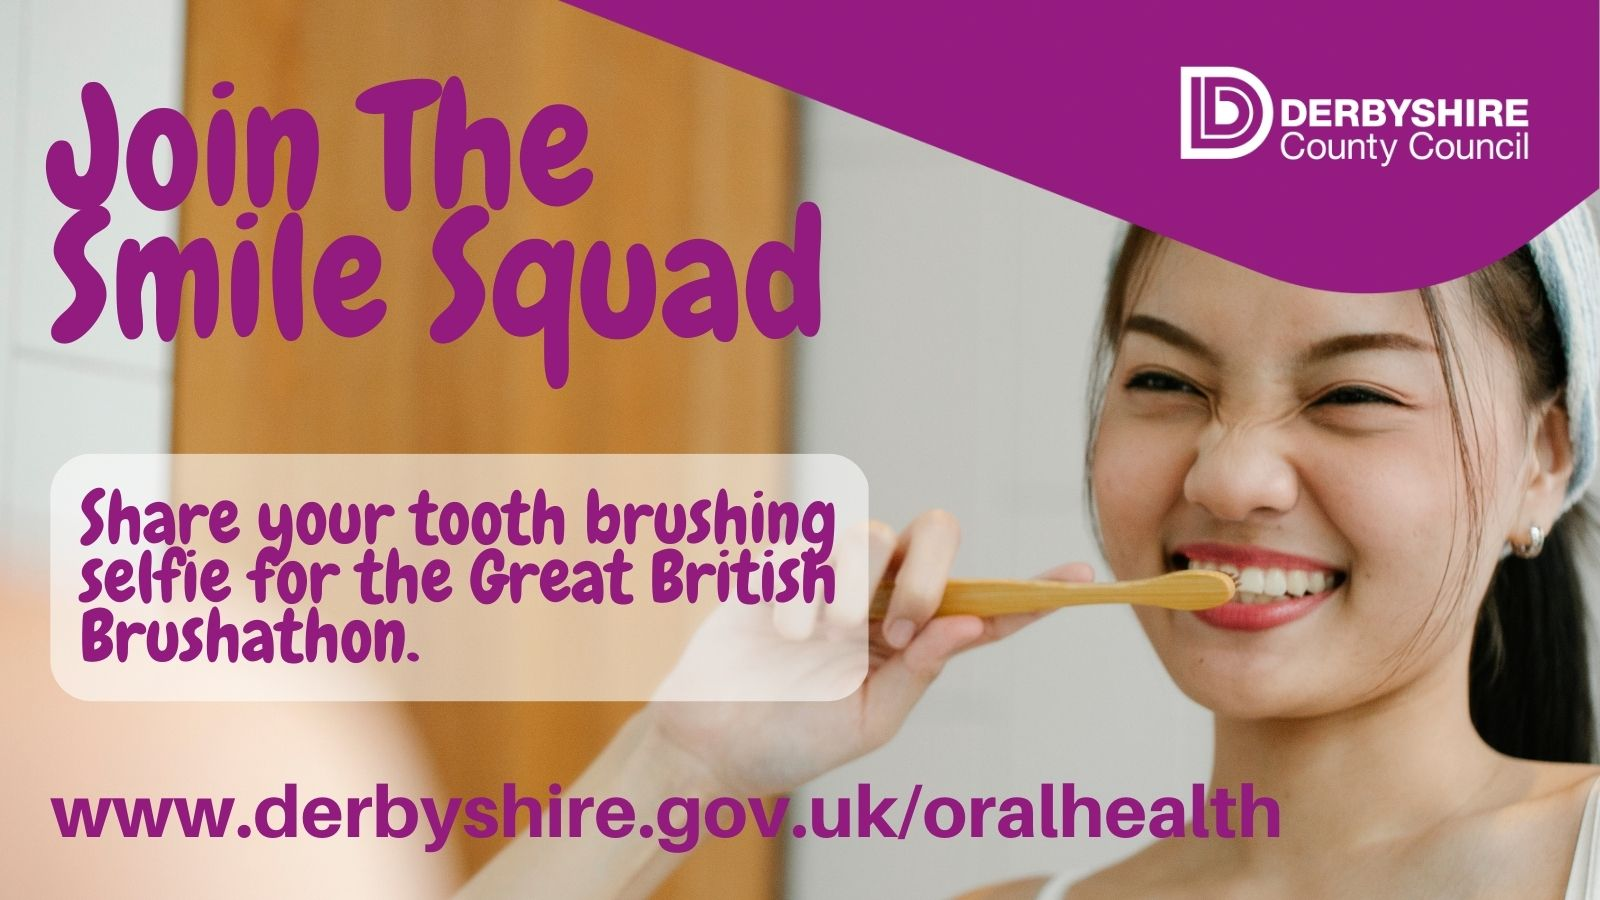 Join The
Smile Squad
DERBYSHIRE
County Council
Share your tooth brushing
selfie for the Great British
Brushathon.
www.derbyshire.gov.uk/oralhealth